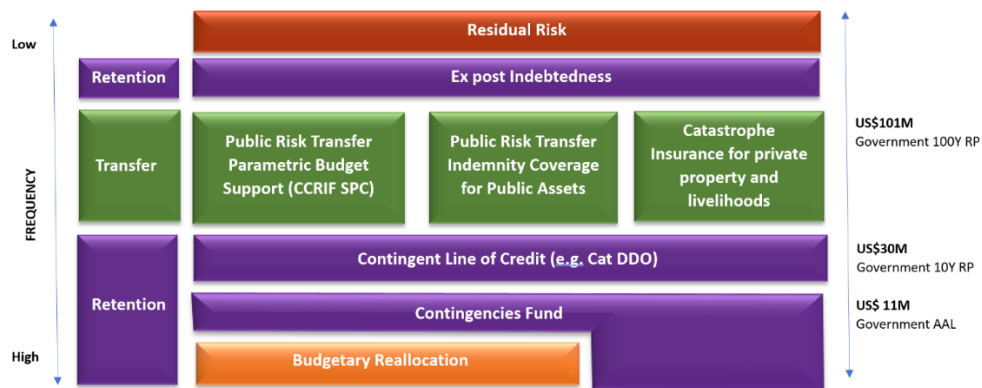 Low
FREQUENCY
High
Residual Risk
Retention
Ex post Indebtedness
Transfer
Public Risk Transfer
Parametric Budget
Support (CCRIF SPC)
Public Risk Transfer
Indemnity Coverage
for Public Assets
Catastrophe
Insurance for private
property and
livelihoods
Retention
Contingent Line of Credit (e.g. Cat DDO)
Contingencies Fund
Budgetary Reallocation
US$101M
Government 100Y RP
US$30M
Government 10Y RP
US$ 11M
Government AAL